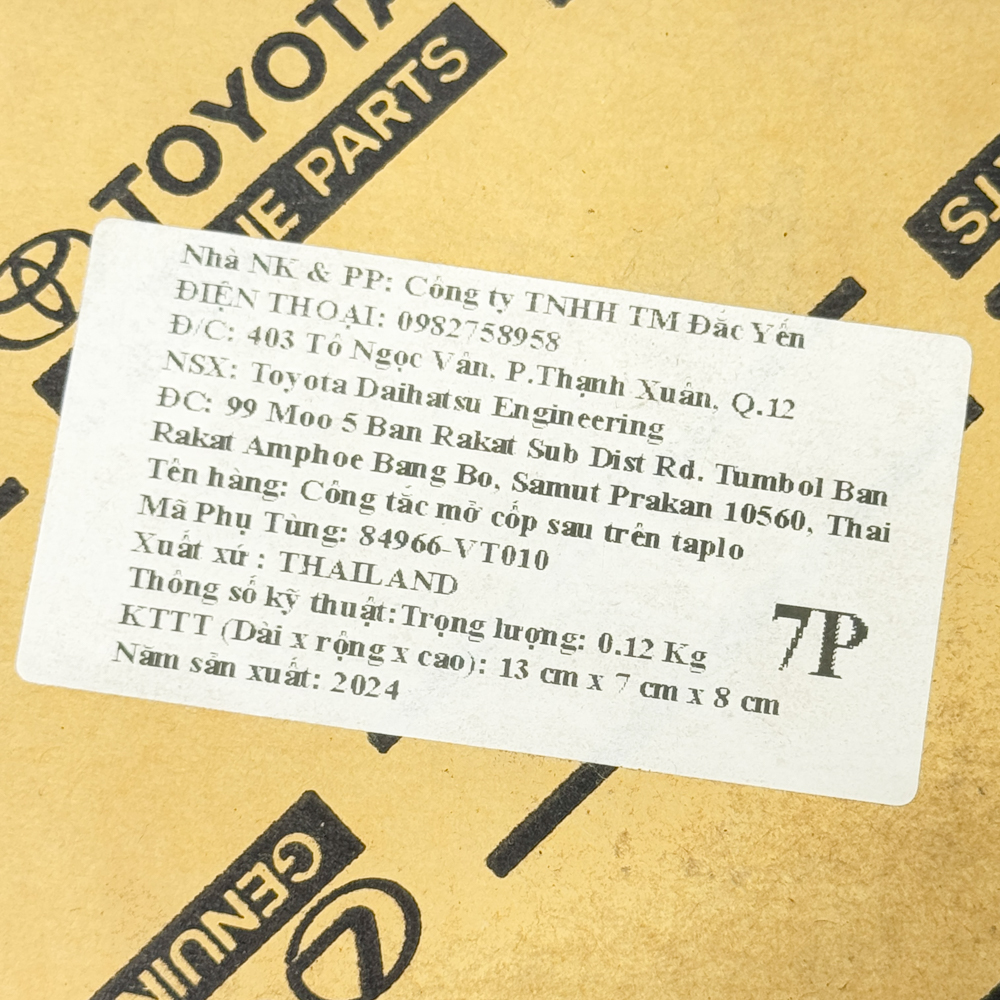 TOYOTA
PARTS
Nhà NK & PP: Công ty TNHH TM Đắc Yến
ĐIỆN THOẠI: 0982758958
Đ/C: 403 Tô Ngọc Vân, P.Thạnh Xuân, Q.12
NSX: Toyota Daihatsu Engineering
ĐC: 99 Moo 5 Ban Rakat Sub Dist Rd. Tumbol Ban
Rakat Amphoe Bang Bo, Samut Prakan 10560, Thai
Tên hàng: Công tắc mở cốp sau trên taplo
Mã Phụ Tùng: 84966-VT010
Xuất xứ : THAILAND
Thông số kỹ thuật: Trọng lượng: 0.12 Kg
KTTT (Dài x rộng x cao): 13 cm x 7 cm x 8 cm
Năm sản xuất: 2024
7P